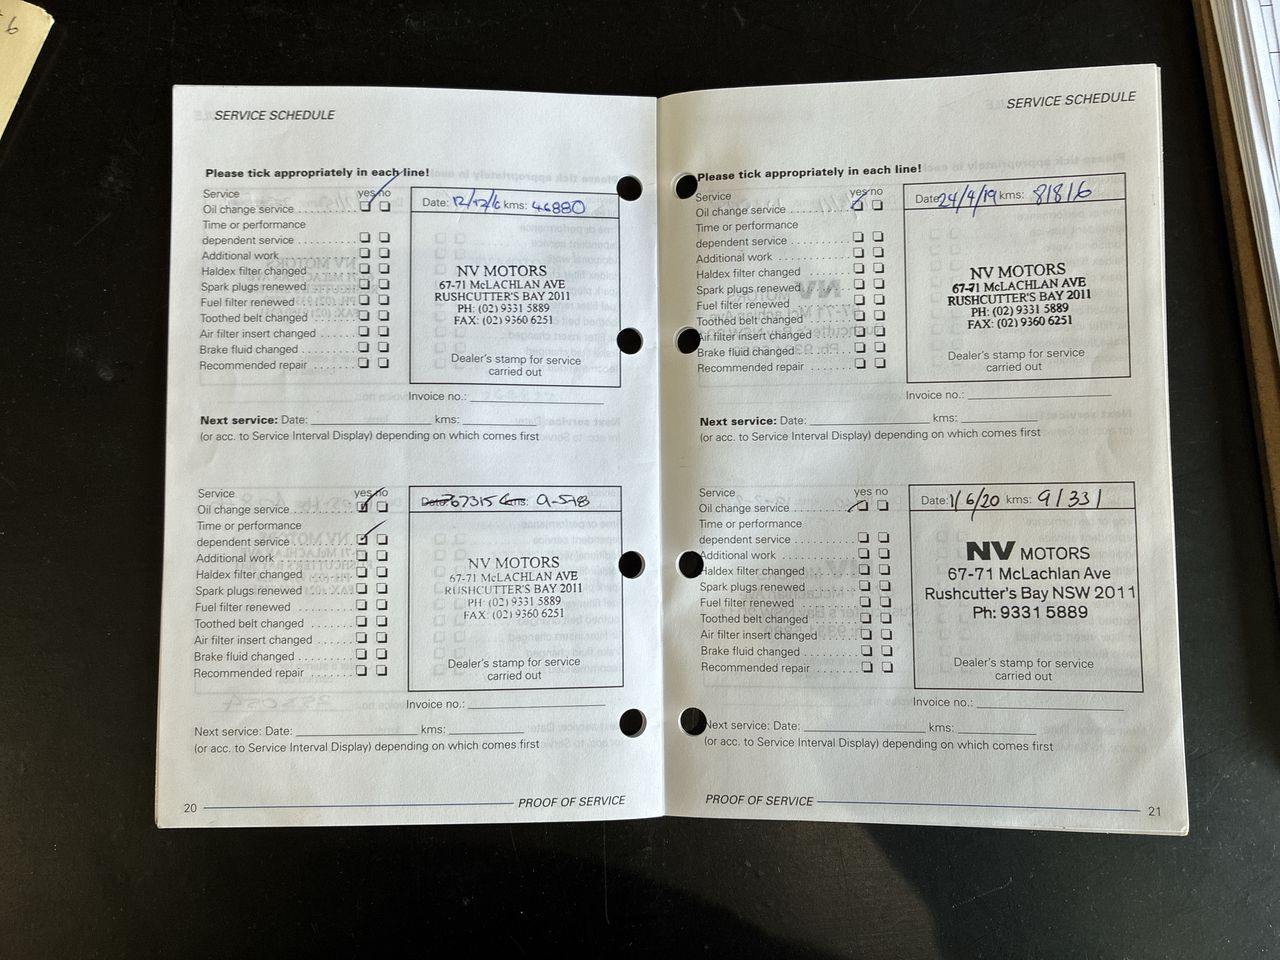 6
SERVICE SCHEDULE
Please tick appropriately in each line!
Service yes no
Oil change service
Time or performance
dependent service
Additional work
Haldex filter changed
Spark plugs renewed
Fuel filter renewed
Toothed belt changed
Air filter insert changed
Brake fluid changed
Recommended repair
Date: 12/12/16 kms: 46880
NV MOTORS
67-71 McLACHLAN AVE
RUSHCUTTER'S BAY 2011
PH: (02) 9331 5889
FAX: (02) 9360 6251
Dealer's stamp for service
carried out
Invoice no.:
Next service: Date: kms:
(or acc. to Service Interval Display) depending on which comes first
Service yes no
Oil change service
Time or performance
dependent service
Additional work
Haldex filter changed
Spark plugs renewed
Fuel filter renewed
Toothed belt changed
Air filter insert changed
Brake fluid changed
Recommended repair
Date: 67315 kms:
NV MOTORS
67-71 McLACHLAN AVE
RUSHCUTTER'S BAY 2011
PH: (02) 9331 5889
FAX: (02) 9360 6251
Dealer's stamp for service
carried out
Invoice no.:
Next service: Date: kms:
(or acc. to Service Interval Display) depending on which comes first
20
PROOF OF SERVICE
SERVICE SCHEDULE
Please tick appropriately in each line!
Service yes no
Oil change service
Time or performance
dependent service
Additional work
Haldex filter changed
Spark plugs renewed
Fuel filter renewed
Toothed belt changed
Air filter insert changed
Brake fluid changed
Recommended repair
Date: 24/4/19 kms: 81816
NV MOTORS
67-71 McLACHLAN AVE
RUSHCUTTER'S BAY 2011
PH: (02) 9331 5889
FAX: (02) 9360 6251
Dealer's stamp for service
carried out
Invoice no.:
Next service: Date: kms:
(or acc. to Service Interval Display) depending on which comes first
Service yes no
Oil change service
Time or performance
dependent service
Additional work
Haldex filter changed
Spark plugs renewed
Fuel filter renewed
Toothed belt changed
Air filter insert changed
Brake fluid changed
Recommended repair
Date: 1/6/20 kms: 91331
NV MOTORS
67-71 McLachlan Ave
Rushcutter's Bay NSW 2011
Ph: 9331 5889
Dealer's stamp for service
carried out
Invoice no.:
Next service: Date: kms:
(or acc. to Service Interval Display) depending on which comes first
PROOF OF SERVICE
21